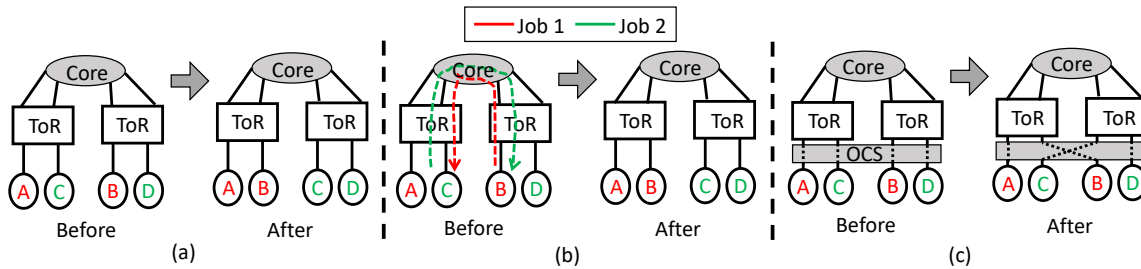 Job 1 Job 2
Core Core Core Core Core Core
ToR ToR ToR ToR ToR ToR ToR ToR ToR ToR ToR ToR
OCS
A C B D A B C D A C B D A B C D A C B D A C B D
Before After Before After Before After
(a) (b) (c)